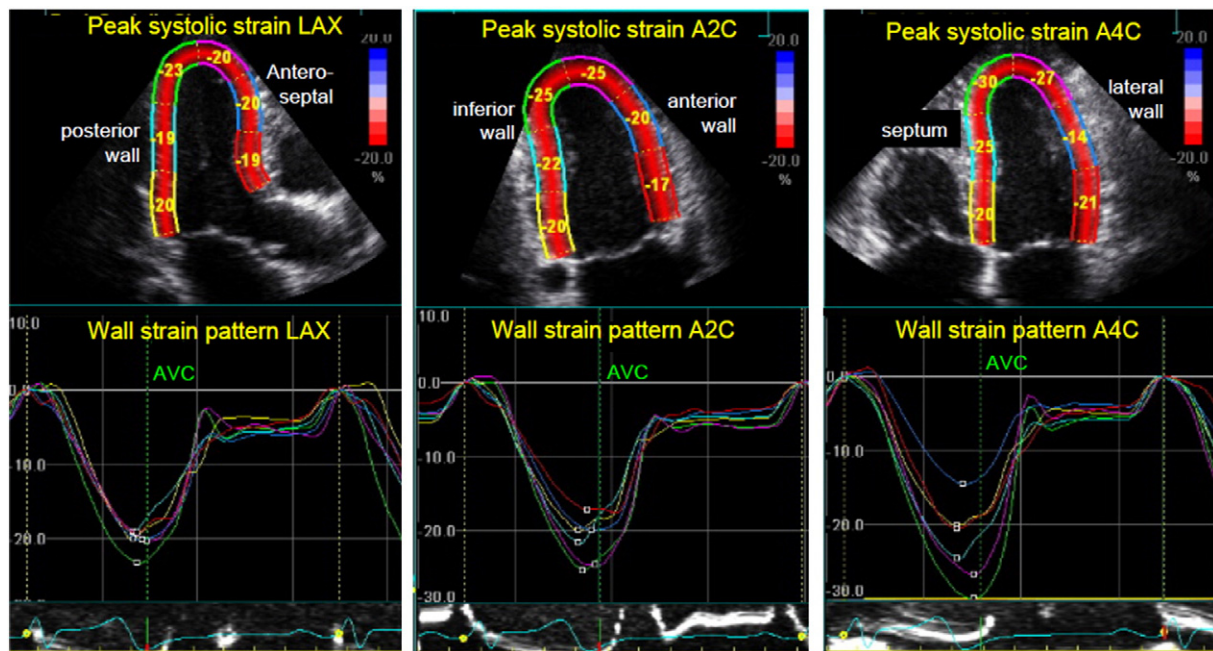 Peak systolic strain LAX
20.0
-20
-23
Antero-
septal
-20
posterior
wall
-19
-19
-20.0
%
-20
Wall strain pattern LAX
10.0
AVC
0.0
-10.0
-20.0
Peak systolic strain A2C
20.0
-25
-25
inferior
wall
-20
anterior
wall
-22
-17
-20.0
%
-20
Wall strain pattern A2C
10.0
AVC
0.0
-10.0
-20.0
-30.0
Peak systolic strain A4C
20.0
-30
-27
lateral
wall
septum
-14
-25
-20.0
%
-20
-21
Wall strain pattern A4C
AVC
0.0
-10.0
-20.0
-30.0